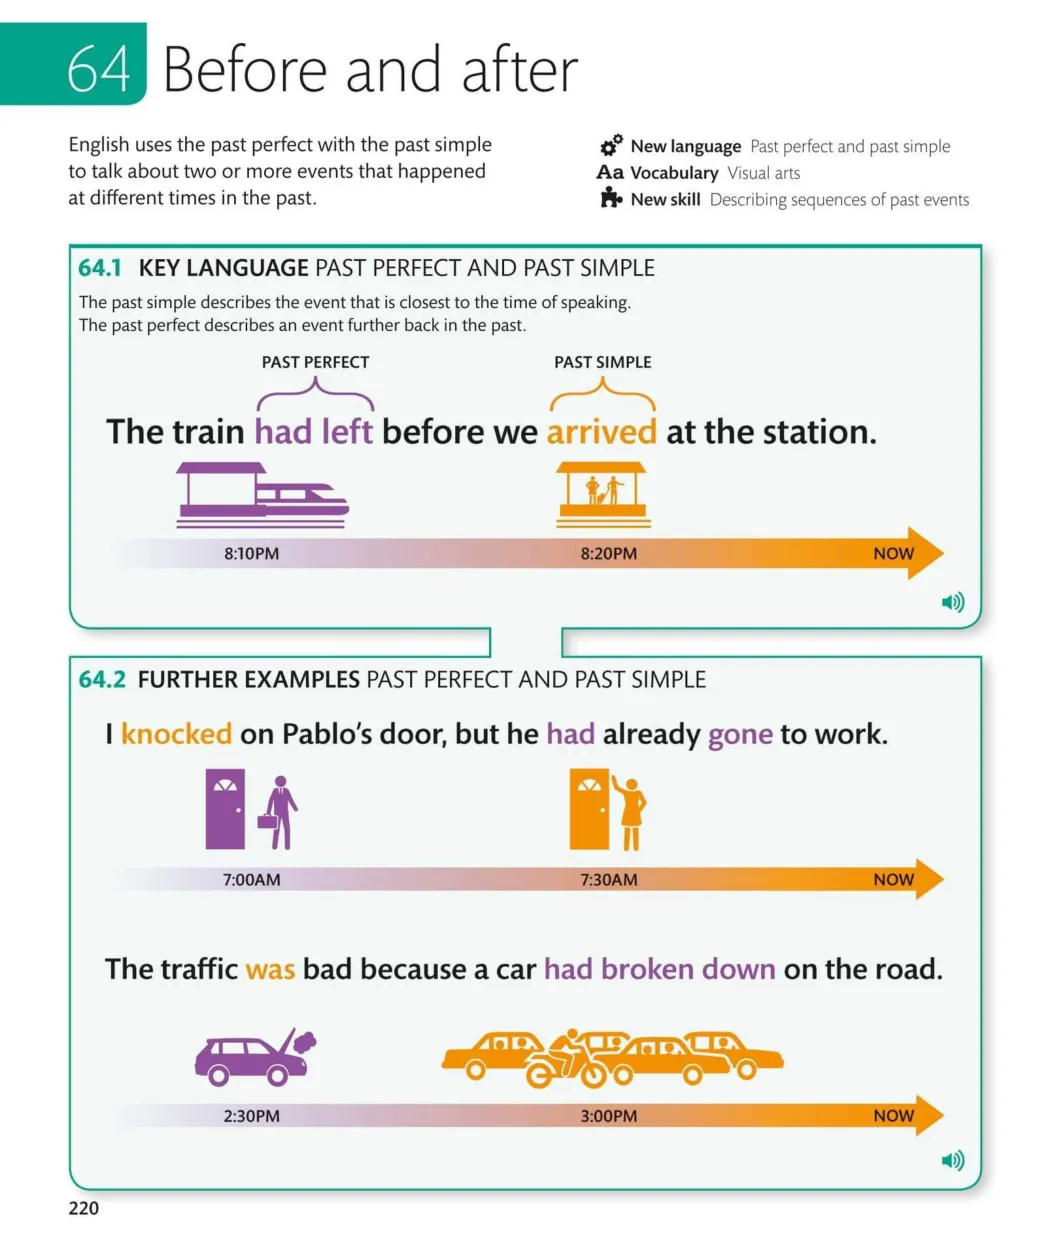 64 Before and after
English uses the past perfect with the past simple
to talk about two or more events that happened
at different times in the past.
New language Past perfect and past simple
Aa Vocabulary Visual arts
New skill Describing sequences of past events
64.1 KEY LANGUAGE PAST PERFECT AND PAST SIMPLE
The past simple describes the event that is closest to the time of speaking.
The past perfect describes an event further back in the past.
PAST PERFECT PAST SIMPLE
The train had left before we arrived at the station.
8:10PM 8:20PM NOW
64.2 FURTHER EXAMPLES PAST PERFECT AND PAST SIMPLE
I knocked on Pablo’s door, but he had already gone to work.
7:00AM 7:30AM NOW
The traffic was bad because a car had broken down on the road.
2:30PM 3:00PM NOW
220